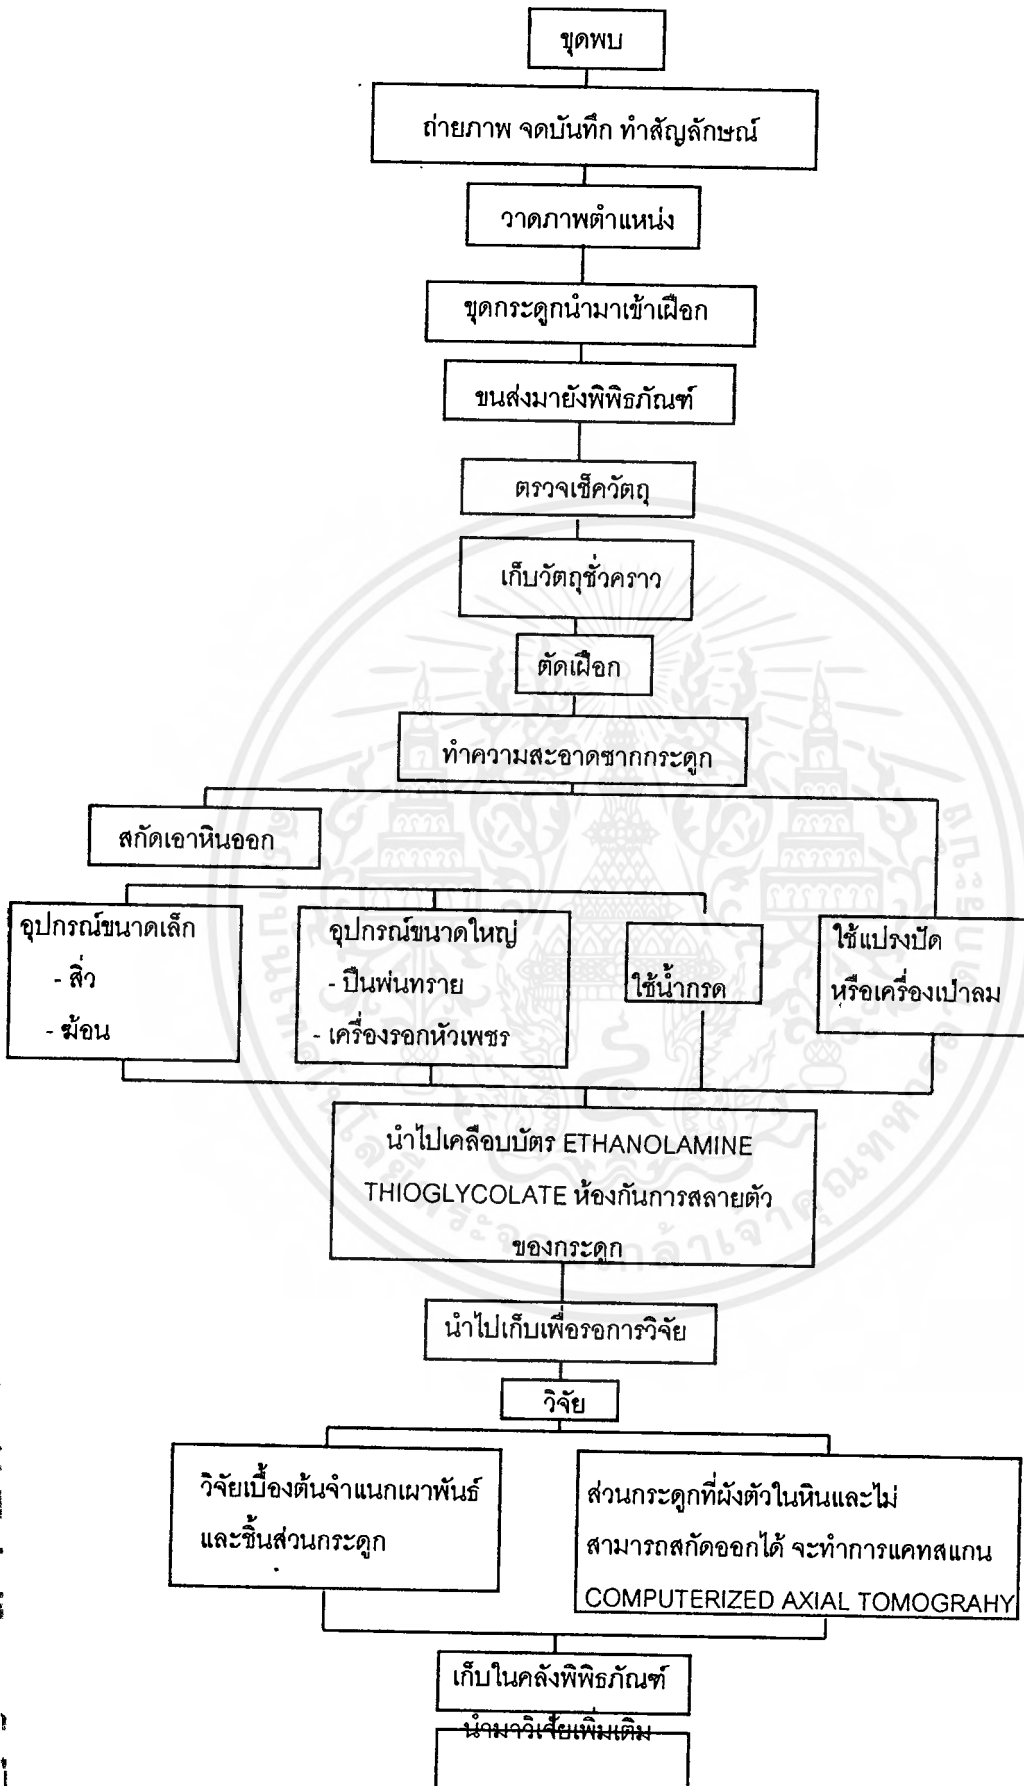 ขุดพบ
ถ่ายภาพ จดบันทึก ทำสัญลักษณ์
วาดภาพตำแหน่ง
ขุดกระดูกนำมาเข้าเฝือก
ขนส่งมายังพิพิธภัณฑ์
ตรวจเช็ควัตถุ
เก็บวัตถุชั่วคราว
ตัดเฝือก
ทำความสะอาดซากกระดูก
สกัดเอาหินออก
อุปกรณ์ขนาดเล็ก
- สิ่ว
- ฆ้อน
อุปกรณ์ขนาดใหญ่
- ปืนพ่นทราย
- เครื่องรอกหัวเพชร
ใช้น้ำกรด
ใช้แปรงปัด
หรือเครื่องเป่าลม
นำไปเคลือบบัตร ETHANOLAMINE
THIOGLYCOLATE ห้องกันการสลายตัว
ของกระดูก
นำไปเก็บเพื่อรอการวิจัย
วิจัย
วิจัยเบื้องต้นจำแนกเผาพันธ์
และชิ้นส่วนกระดูก
ส่วนกระดูกที่ผังตัวในหินและไม่
สามารถสกัดออกได้ จะทำการแคทสแกน
COMPUTERIZED AXIAL TOMOGRAHY
เก็บในคลังพิพิธภัณฑ์
นำมาวิเจัยเพิ่มเติม